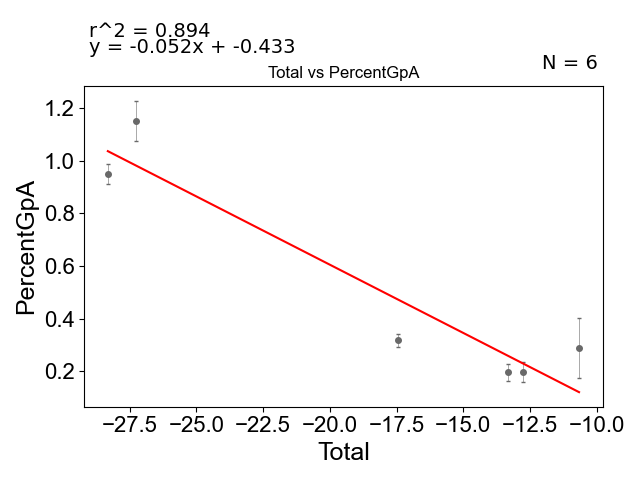 r^2 = 0.894
y = -0.052x + -0.433
N = 6
Total vs PercentGpA
PercentGpA
1.2
1.0
0.8
0.6
0.4
0.2
−27.5 −25.0 −22.5 −20.0 −17.5 −15.0 −12.5 −10.0
Total